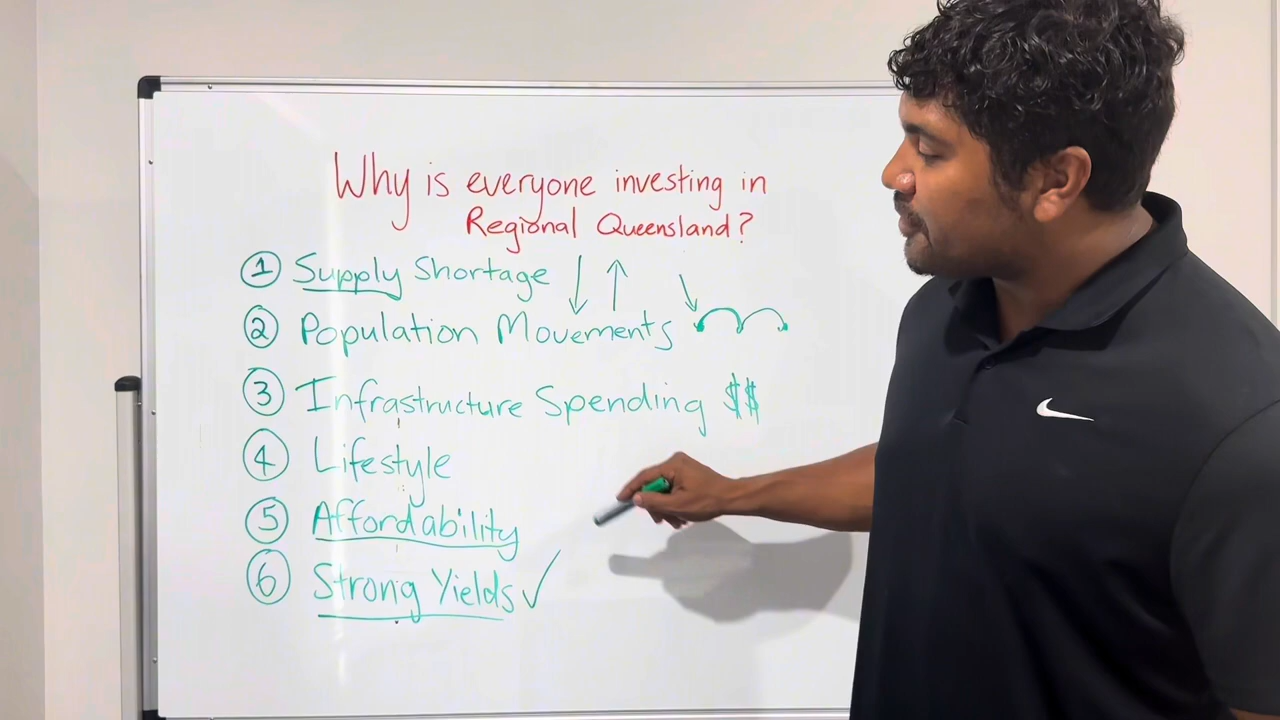 Why is everyone investing in
Regional Queensland?
1 Supply Shortage
2 Population Movements
3 Infrastructure Spending $$
4 Lifestyle
5 Affordability
6 Strong Yields ✓